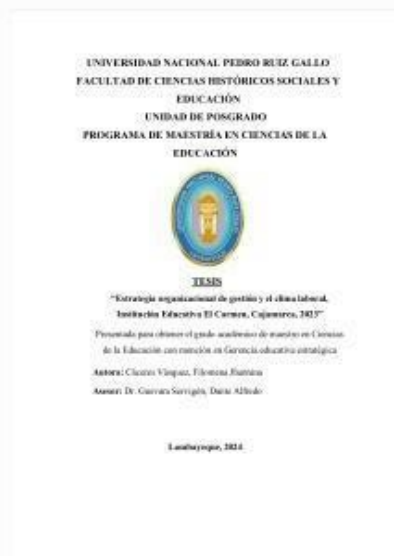 UNIVERSIDAD NACIONAL PEDRO RUIZ GALLO
FACULTAD DE CIENCIAS HISTÓRICOS SOCIALES Y
EDUCACIÓN
UNIDAD DE POSGRADO
PROGRAMA DE MAESTRÍA EN CIENCIAS DE LA
EDUCACIÓN
TESIS
“Estrategia organizacional de gestión y el clima laboral,
Institución Educativa El Carmen, Cajamarca, 2023”
Presentada para obtener el grado académico de maestro en Ciencias
de la Educación con mención en Gerencia educativa estratégica
Autora: Cáceres Vásquez, Filomena
Asesor: Dr. Guevara Servigón, Dante Alfredo
Lambayeque, 2024